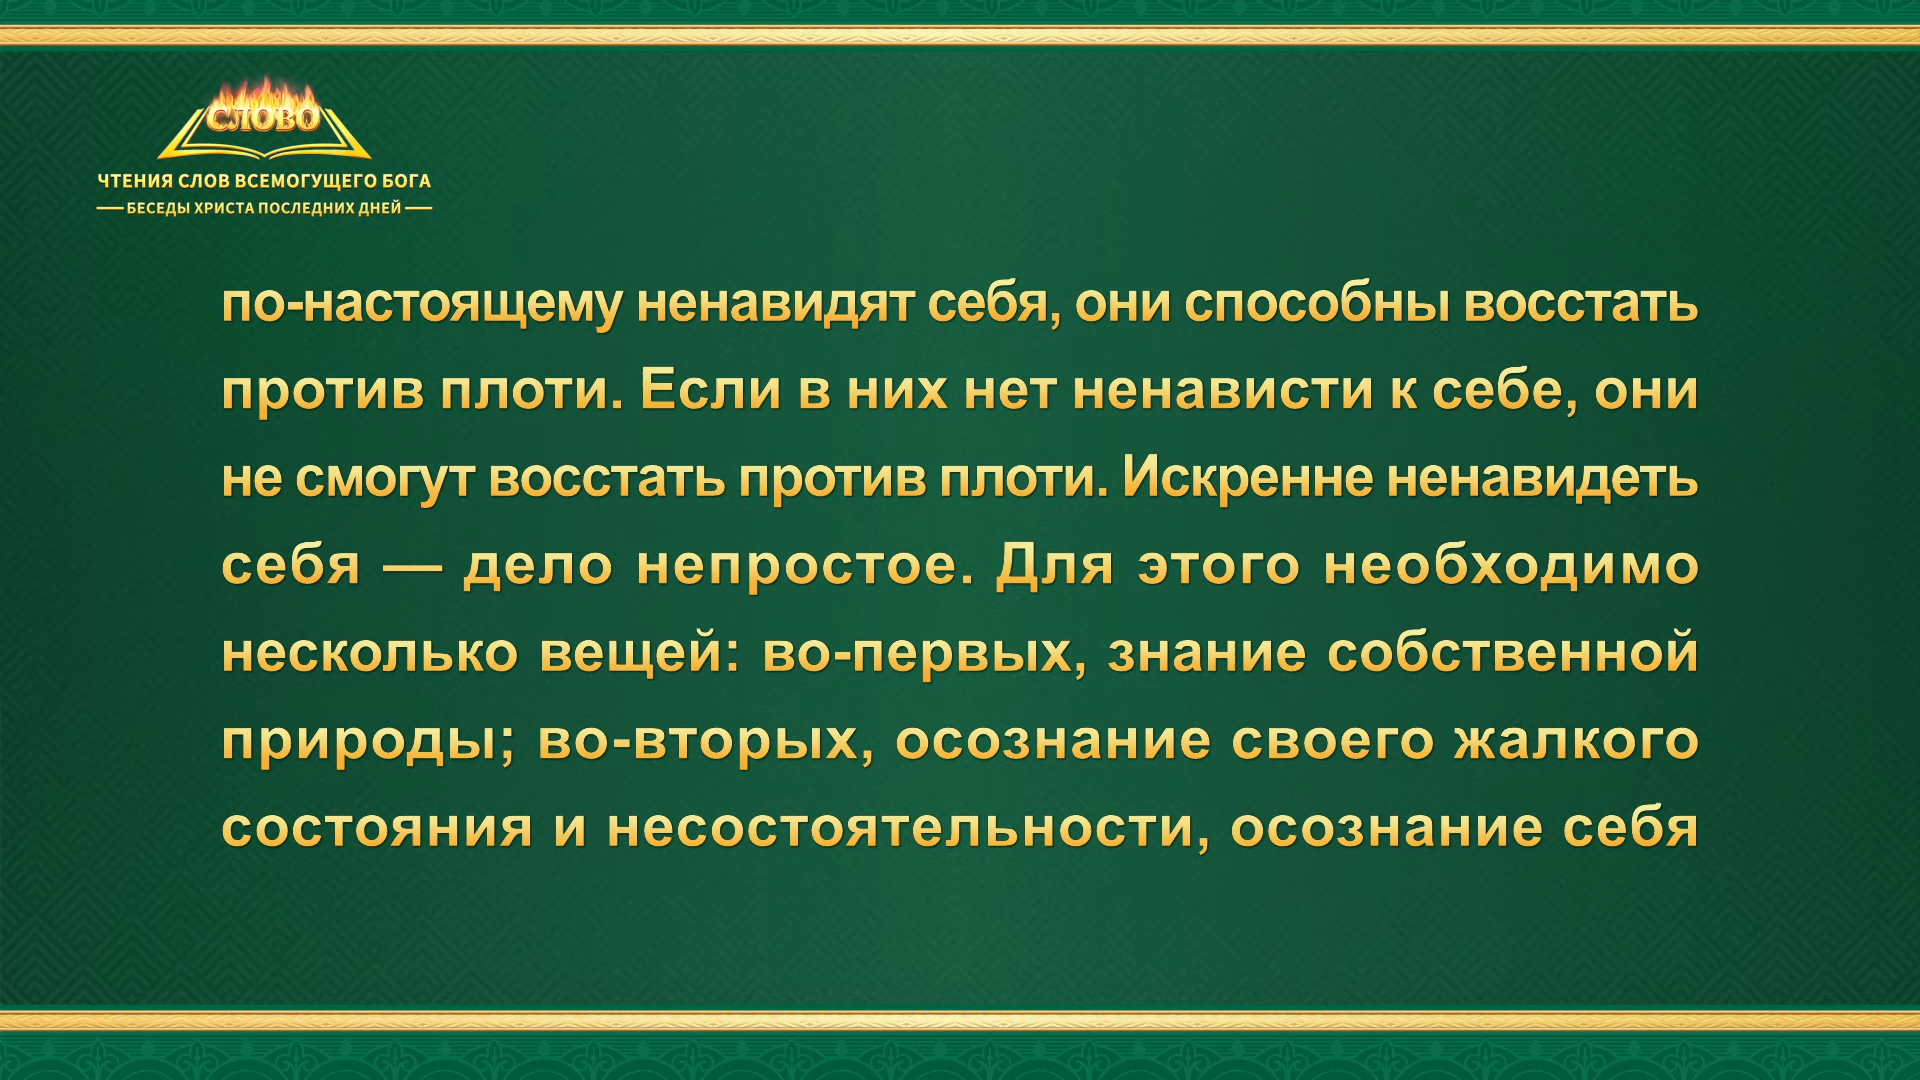 СЛОВО
ЧТЕНИЯ СЛОВ ВСЕМОГУЩЕГО БОГА
БЕСЕДЫ ХРИСТА ПОСЛЕДНИХ ДНЕЙ
по-настоящему ненавидят себя, они способны восстать
против плоти. Если в них нет ненависти к себе, они
не смогут восстать против плоти. Искренне ненавидеть
себя — дело непростое. Для этого необходимо
несколько вещей: во-первых, знание собственной
природы; во-вторых, осознание своего жалкого
состояния и несостоятельности, осознание себя